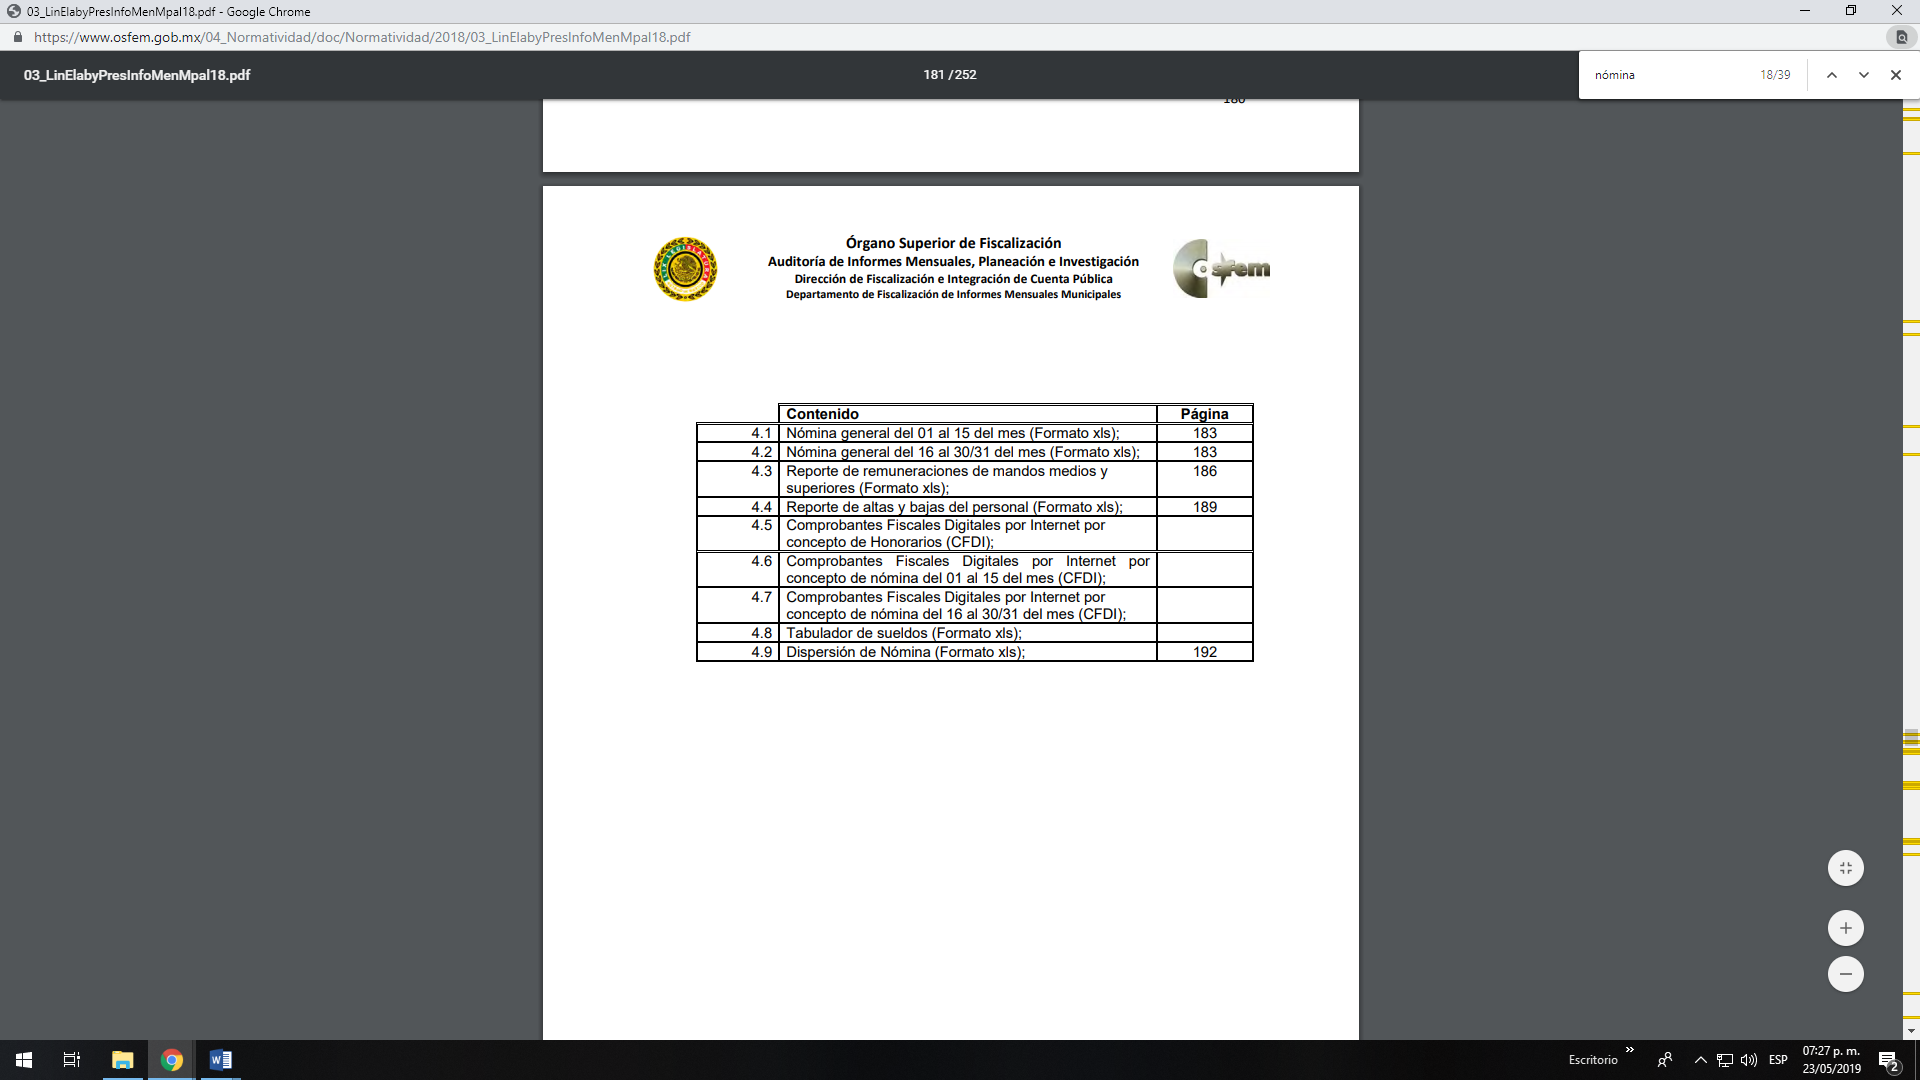 03_LinElabyPresInfoMenMpal18.pdf - Google Chrome
https://www.osfem.gob.mx/04_Normatividad/doc/Normatividad/2018/03_LinElabyPresInfoMenMpal18.pdf
03_LinElabyPresInfoMenMpal18.pdf
181 / 252
nómina
18/39
180
Órgano Superior de Fiscalización
Auditoría de Informes Mensuales, Planeación e Investigación
Dirección de Fiscalización e Integración de Cuenta Pública
Departamento de Fiscalización de Informes Mensuales Municipales
osfem
Contenido Página
4.1 Nómina general del 01 al 15 del mes (Formato xls); 183
4.2 Nómina general del 16 al 30/31 del mes (Formato xls); 183
4.3 Reporte de remuneraciones de mandos medios y 186
superiores (Formato xls);
4.4 Reporte de altas y bajas del personal (Formato xls); 189
4.5 Comprobantes Fiscales Digitales por Internet por
concepto de Honorarios (CFDI);
4.6 Comprobantes Fiscales Digitales por Internet por
concepto de nómina del 01 al 15 del mes (CFDI);
4.7 Comprobantes Fiscales Digitales por Internet por
concepto de nómina del 16 al 30/31 del mes (CFDI);
4.8 Tabulador de sueldos (Formato xls);
4.9 Dispersión de Nómina (Formato xls); 192
Escritorio
ESP
07:27 p. m.
23/05/2019
2